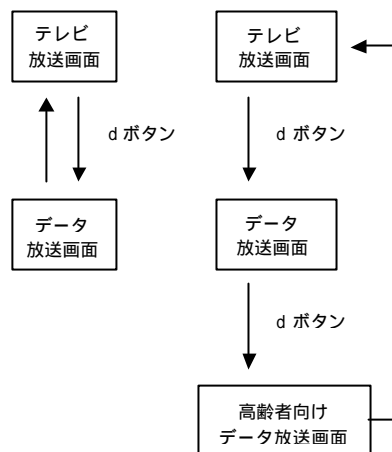 テレビ
放送画面
d ボタン
データ
放送画面
テレビ
放送画面
d ボタン
データ
放送画面
d ボタン
高齢者向け
データ放送画面